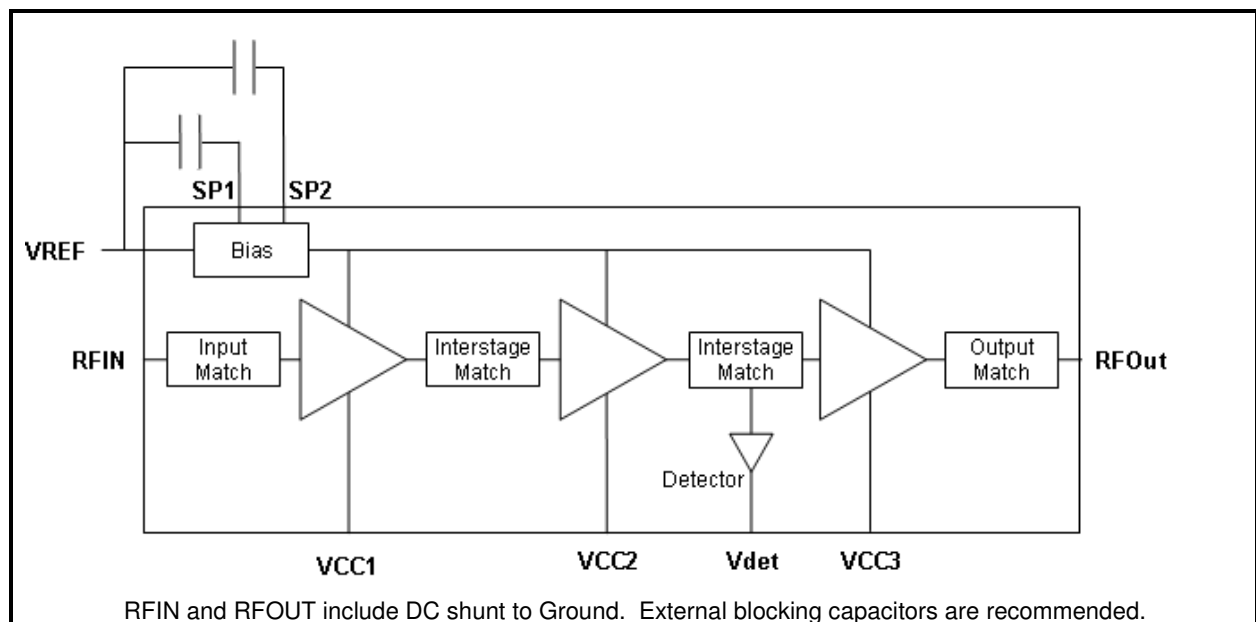 SP1 SP2
VREF
Bias
RFIN
Input
Match
Interstage
Match
Interstage
Match
Output
Match
RFOut
Detector
VCC1
VCC2
Vdet
VCC3
RFIN and RFOUT include DC shunt to Ground. External blocking capacitors are recommended.